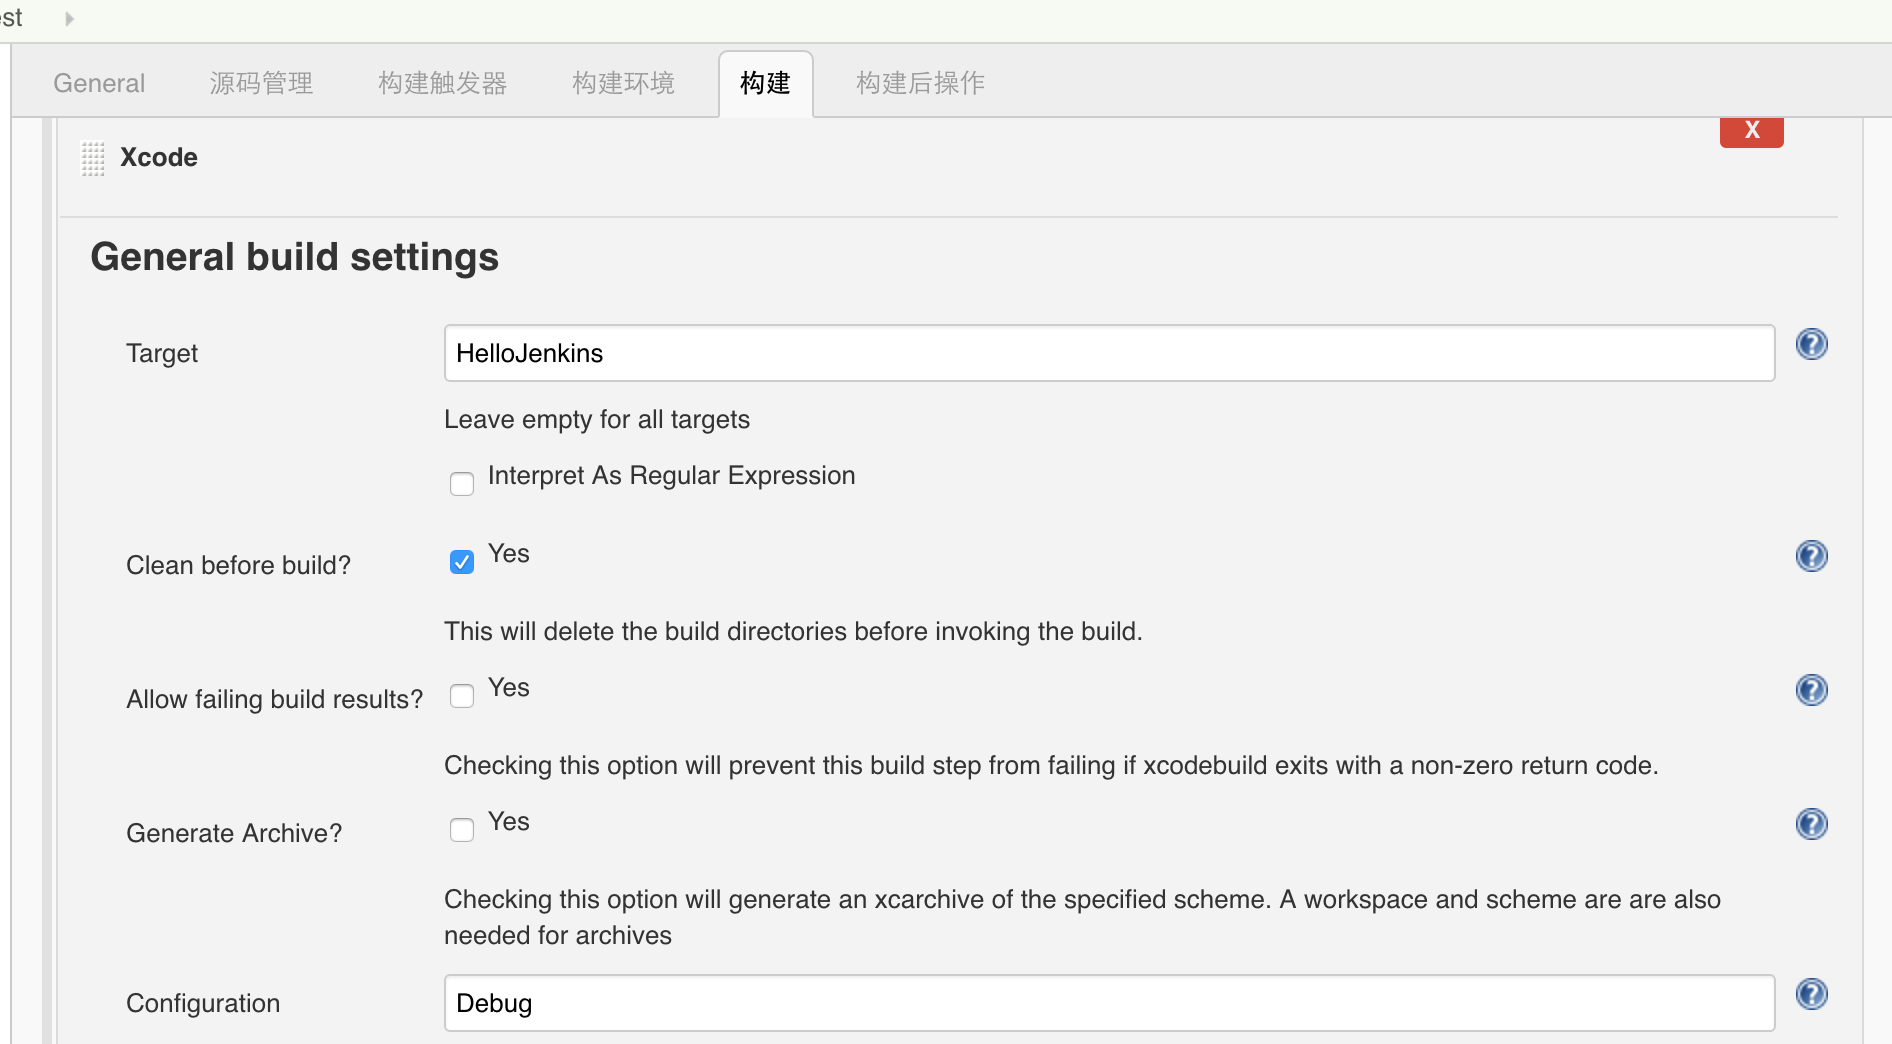 est
General 源码管理 构建触发器 构建环境 构建 构建后操作
X
Xcode
General build settings
Target HelloJenkins
Leave empty for all targets
Interpret As Regular Expression
Clean before build? Yes
This will delete the build directories before invoking the build.
Allow failing build results? Yes
Checking this option will prevent this build step from failing if xcodebuild exits with a non-zero return code.
Generate Archive? Yes
Checking this option will generate an xcarchive of the specified scheme. A workspace and scheme are are also
needed for archives
Configuration Debug